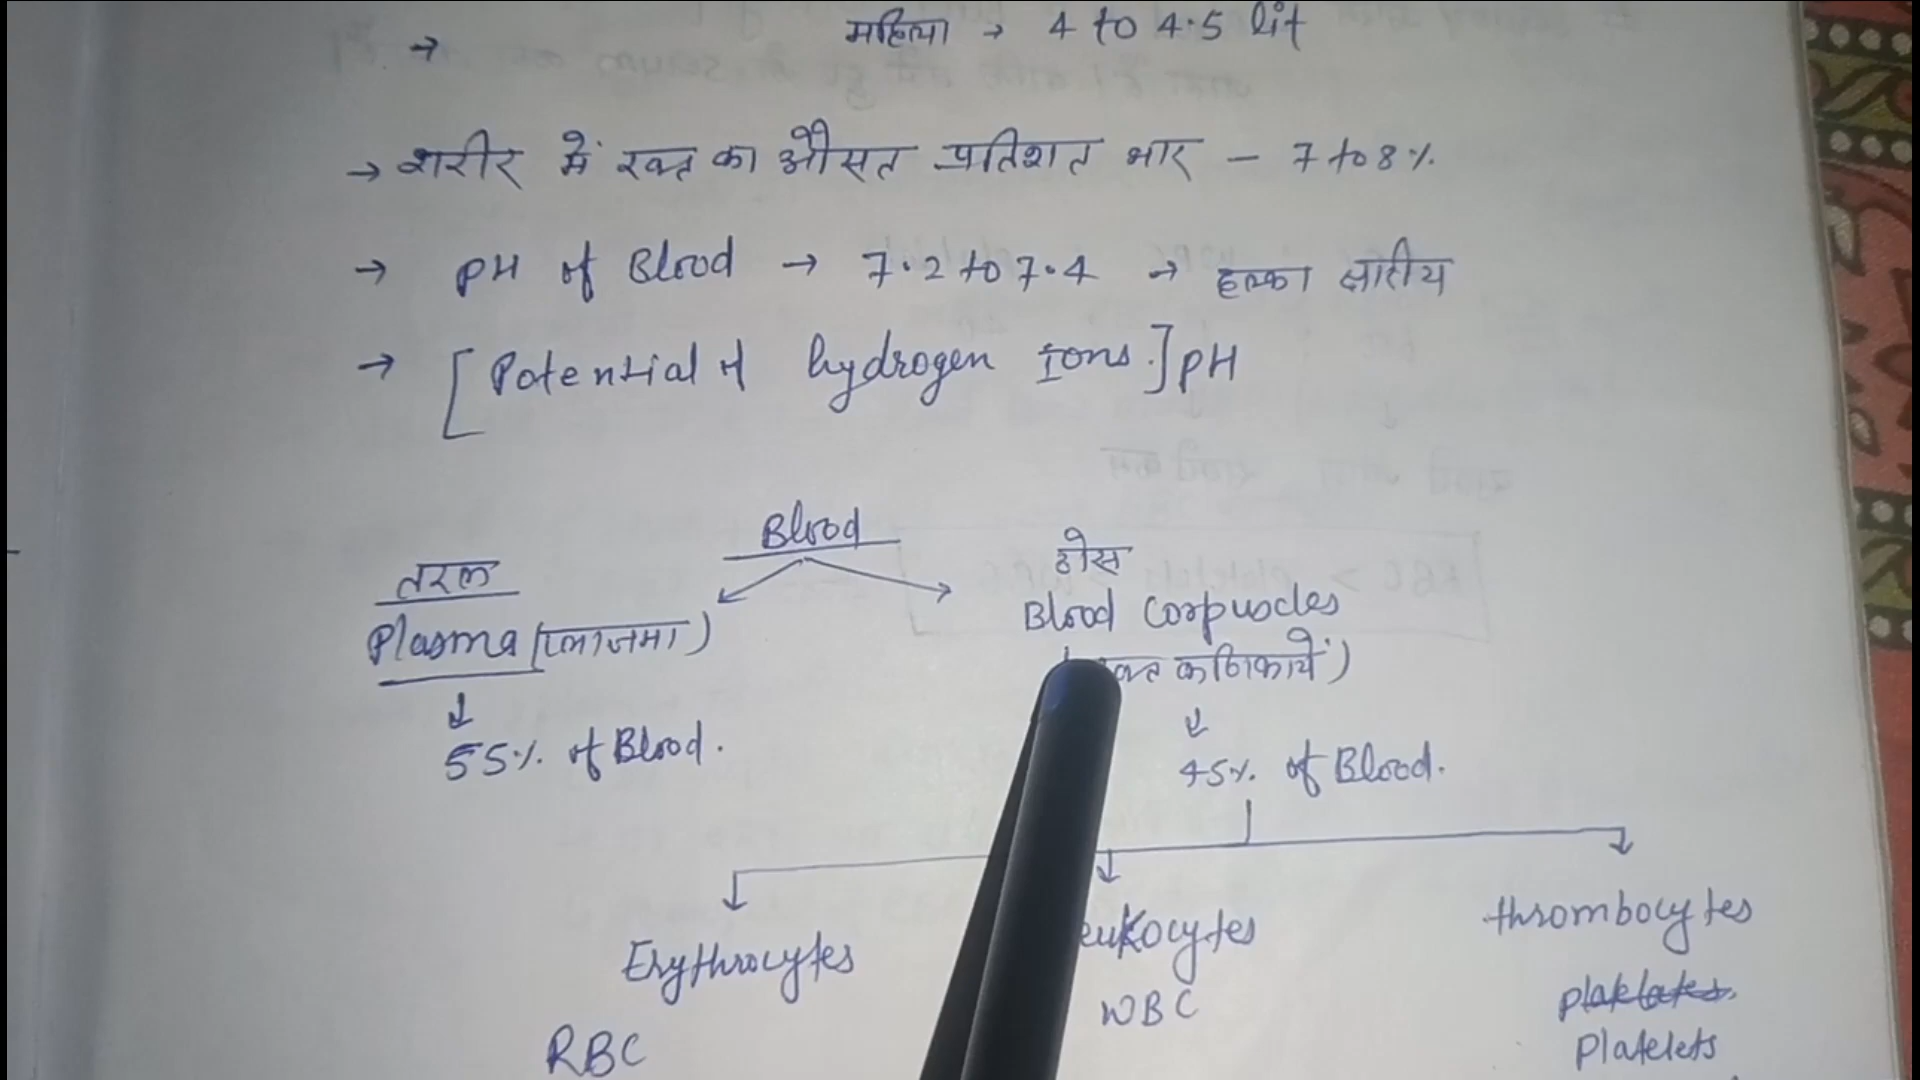 → महिला → 4 to 4.5 lit
→ शरीर में रक्त का औसत प्रतिशत भार - 7 to 8%
→ PH of Blood → 7.2 to 7.4 → हल्का क्षारीय
→ [Potential of hydrogen Ions.] PH
Blood
तरल
Plasma (प्लाजमा)
↓
55% of Blood.
ठोस
Blood Corpuscles
कणिकायें)
↓
45% of Blood.
Erythrocytes
RBC
eukocytes
WBC
thrombocytes
Platelets